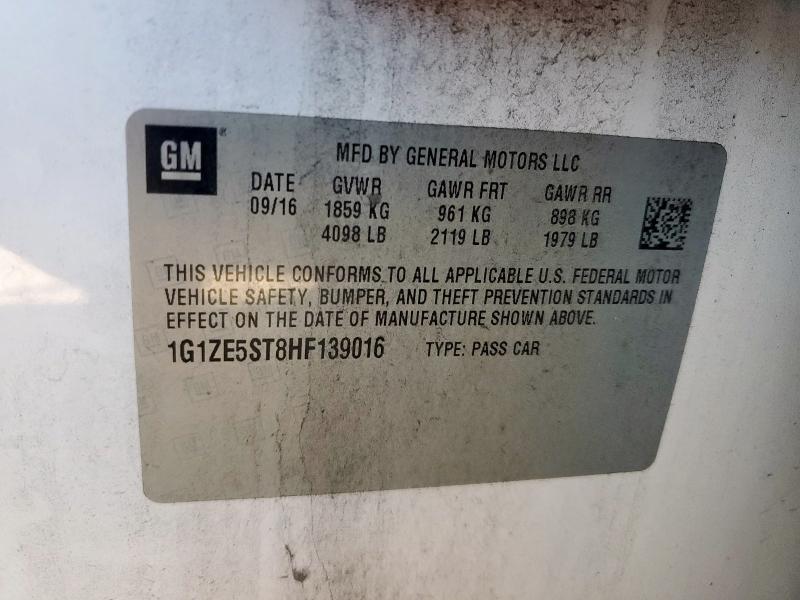 GM
MFD BY GENERAL MOTORS LLC
DATE GVWR GAWR FRT GAWR RR
09/16 1859 KG 961 KG 898 KG
4098 LB 2119 LB 1979 LB
THIS VEHICLE CONFORMS TO ALL APPLICABLE U.S. FEDERAL MOTOR
VEHICLE SAFETY, BUMPER, AND THEFT PREVENTION STANDARDS IN
EFFECT ON THE DATE OF MANUFACTURE SHOWN ABOVE.
1G1ZE5ST8HF139016 TYPE: PASS CAR